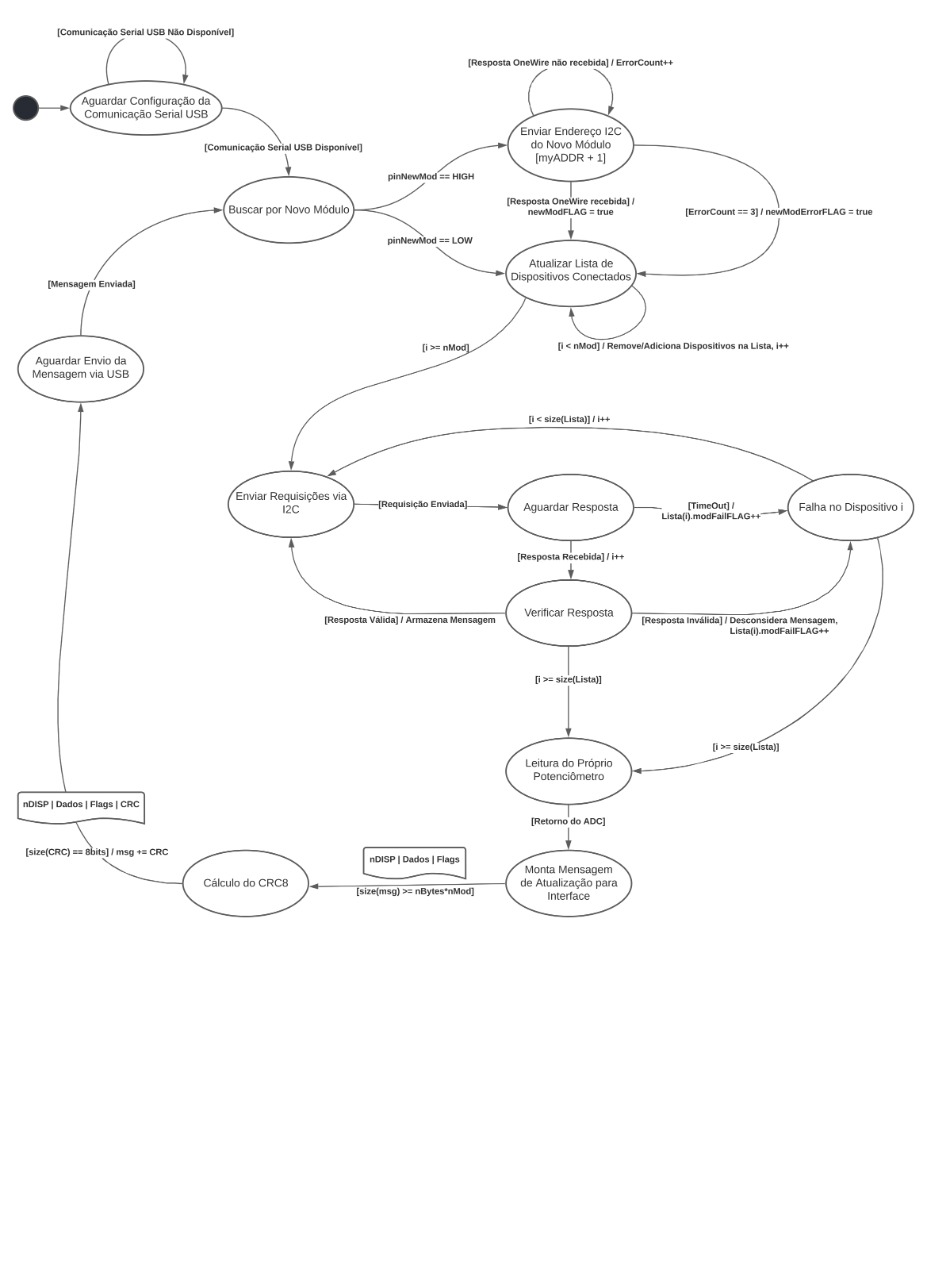 [Comunicação Serial USB Não Disponível]
Aguardar Configuração da
Comunicação Serial USB
[Comunicação Serial USB Disponível]
Buscar por Novo Módulo
pinNewMod == HIGH
pinNewMod == LOW
[Resposta OneWire não recebida] / ErrorCount++
Enviar Endereço I2C
do Novo Módulo
[myADDR + 1]
[Resposta OneWire recebida] /
newModFLAG = true
[ErrorCount == 3] / newModErrorFLAG = true
Atualizar Lista de
Dispositivos Conectados
[i < nMod] / Remove/Adiciona Dispositivos na Lista, i++
[i >= nMod]
[Mensagem Enviada]
Aguardar Envio da
Mensagem via USB
[i < size(Lista)] / i++
Enviar Requisições via
I2C
[Requisição Enviada]
Aguardar Resposta
[TimeOut] /
Lista(i).modFailFLAG++
Falha no Dispositivo i
[Resposta Recebida] / i++
[Resposta Válida] / Armazena Mensagem
Verificar Resposta
[Resposta Inválida] / Desconsidera Mensagem,
Lista(i).modFailFLAG++
[i >= size(Lista)]
[i >= size(Lista)]
Leitura do Próprio
Potenciômetro
[Retorno do ADC]
Monta Mensagem
de Atualização para
Interface
nDISP | Dados | Flags
[size(msg) >= nBytes*nMod]
Cálculo do CRC8
nDISP | Dados | Flags | CRC
[size(CRC) == 8bits] / msg += CRC